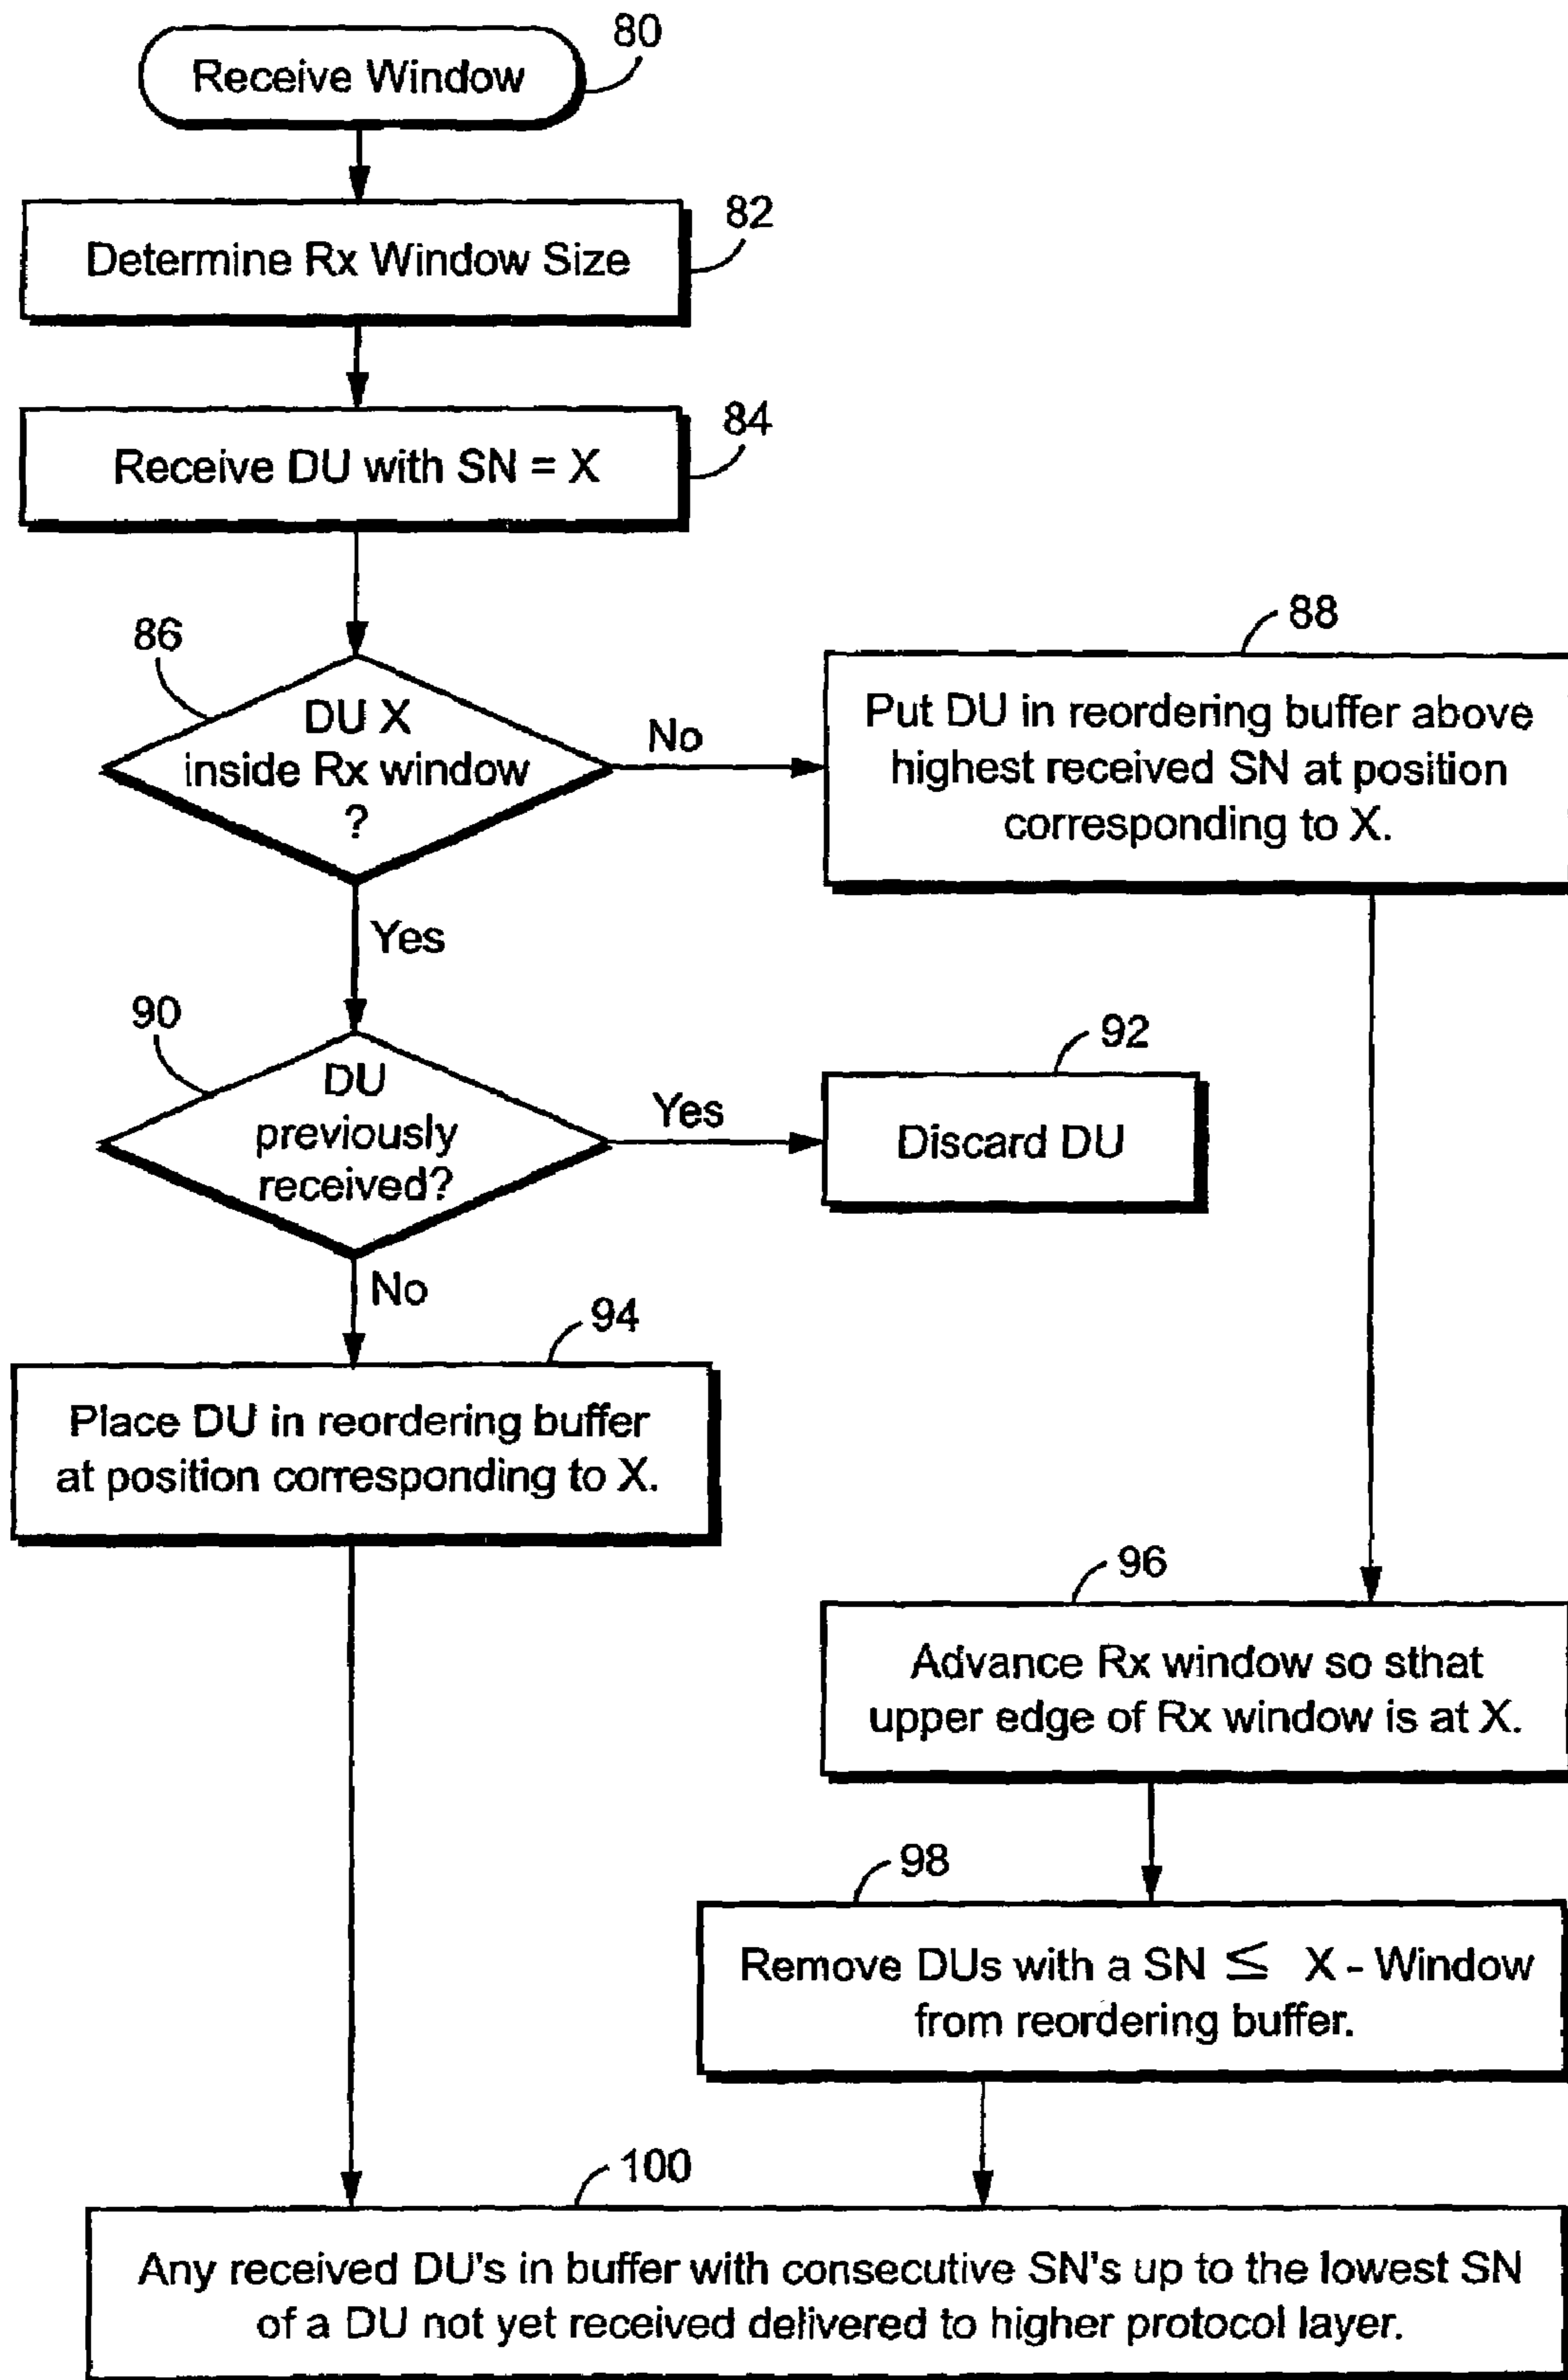 Receive Window
80
Determine Rx Window Size
82
Receive DU with SN = X
84
86
DU X
inside Rx window
?
No
Yes
88
Put DU in reordering buffer above
highest received SN at position
corresponding to X.
90
DU
previously
received?
Yes
No
92
Discard DU
94
Place DU in reordering buffer
at position corresponding to X.
96
Advance Rx window so sthat
upper edge of Rx window is at X.
98
Remove DUs with a SN ≤ X - Window
from reordering buffer.
100
Any received DU's in buffer with consecutive SN's up to the lowest SN
of a DU not yet received delivered to higher protocol layer.